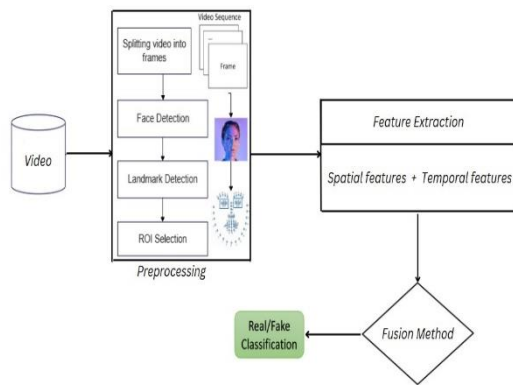 Video Sequence
Splitting video into
frames
...
Frame
Face Detection
Landmark Detection
ROI Selection
Preprocessing
Video
Feature Extraction
Spatial features + Temporal features
Fusion Method
Real/Fake
Classification